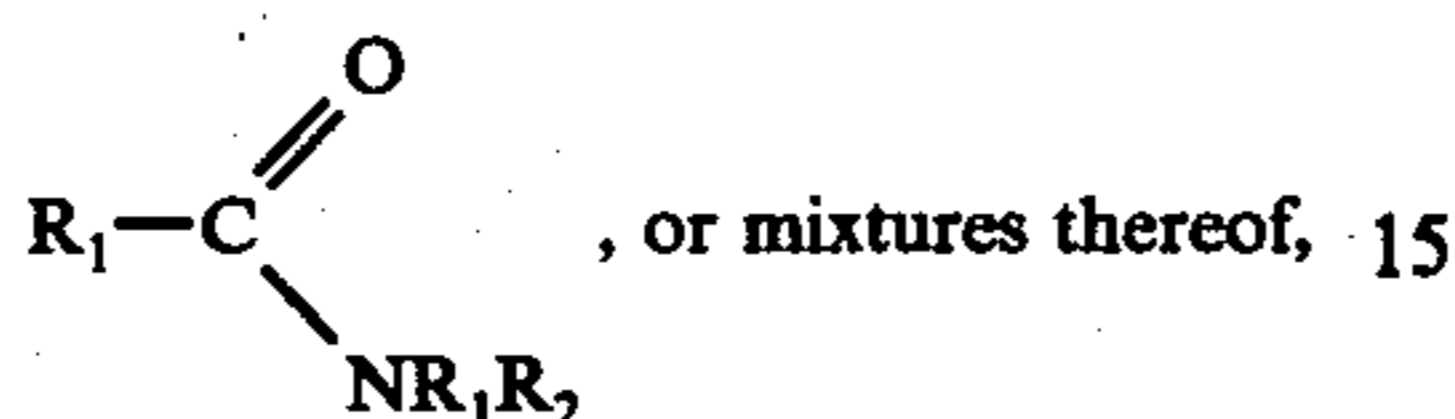 O
R₁—C , or mixtures thereof, 15
NR₁R₂